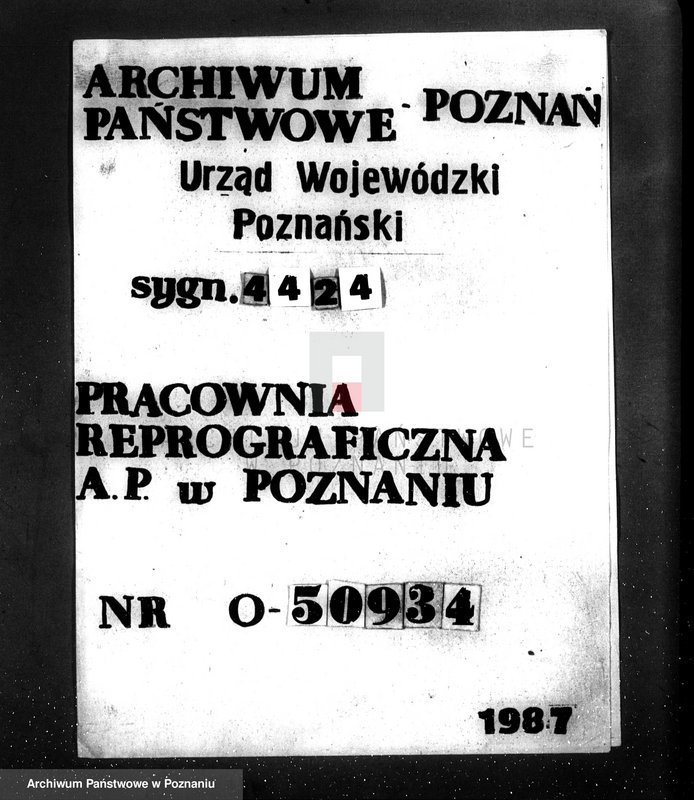 ARCHIWUM
PAŃSTWOWE - POZNAŃ
Urząd Wojewódzki
Poznański
sygn. 4424
PRACOWNIA
REPROGRAFICZNA
A.P. w POZNANIU
NR O-50934
1987
Archiwum Państwowe w Poznaniu